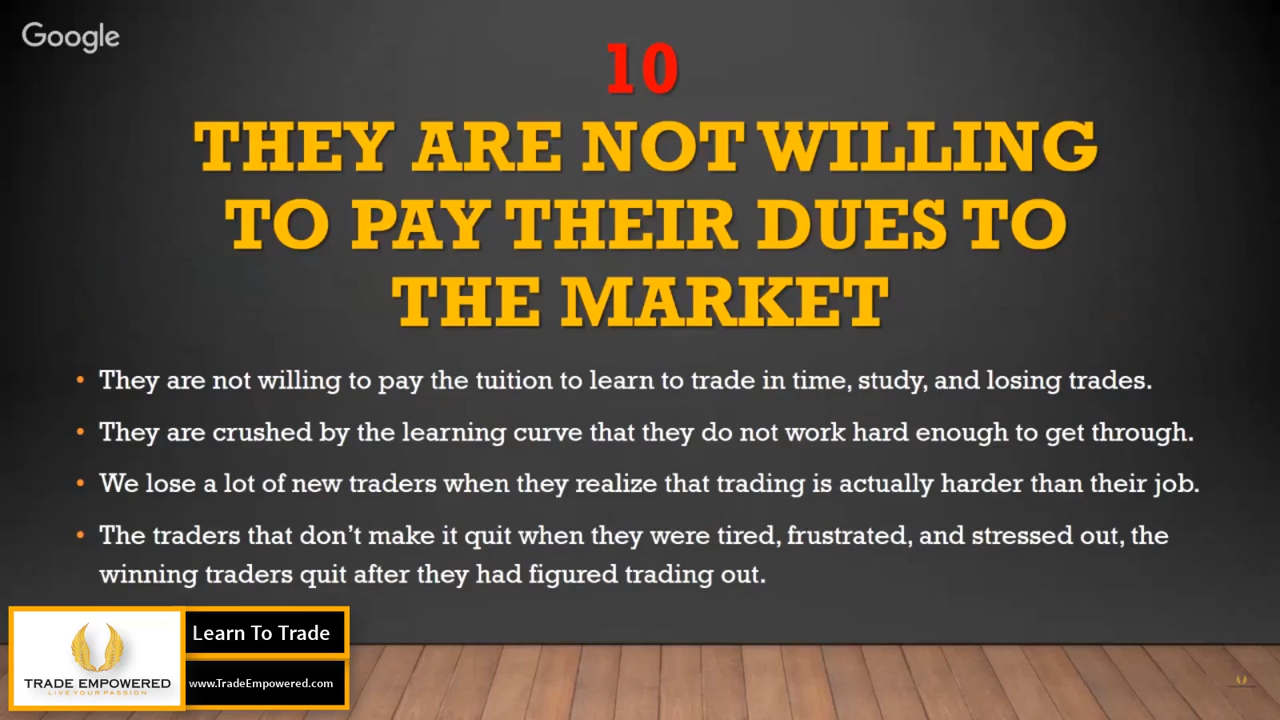 Google
10
THEY ARE NOT WILLING
TO PAY THEIR DUES TO
THE MARKET
• They are not willing to pay the tuition to learn to trade in time, study, and losing trades.
• They are crushed by the learning curve that they do not work hard enough to get through.
• We lose a lot of new traders when they realize that trading is actually harder than their job.
• The traders that don't make it quit when they were tired, frustrated, and stressed out, the
winning traders quit after they had figured trading out.
Learn To Trade
TRADE EMPOWERED
LIVE YOUR PASSION
www.TradeEmpowered.com